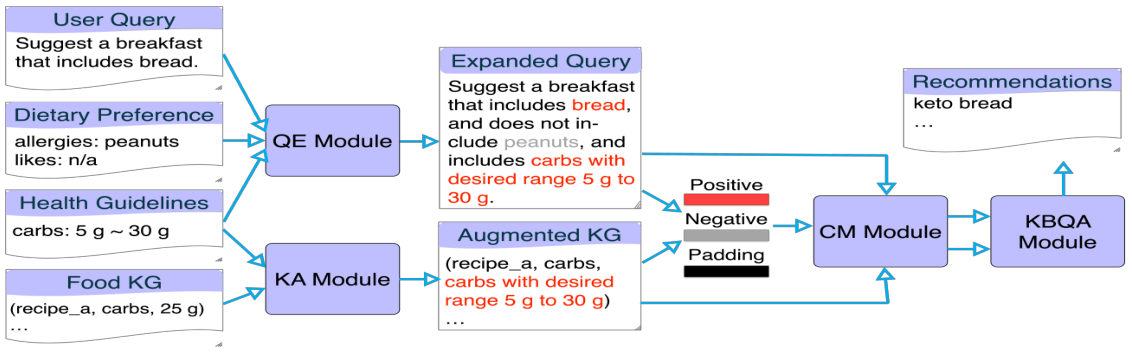 User Query
Suggest a breakfast
that includes bread.
Dietary Preference
allergies: peanuts
likes: n/a
Health Guidelines
carbs: 5 g ~ 30 g
Food KG
(recipe_a, carbs, 25 g)
...
QE Module
KA Module
Expanded Query
Suggest a breakfast
that includes bread,
and does not in-
clude peanuts, and
includes carbs with
desired range 5 g to
30 g.
Augmented KG
(recipe_a, carbs,
carbs with desired
range 5 g to 30 g)
...
Positive
Negative
Padding
CM Module
KBQA
Module
Recommendations
keto bread
...